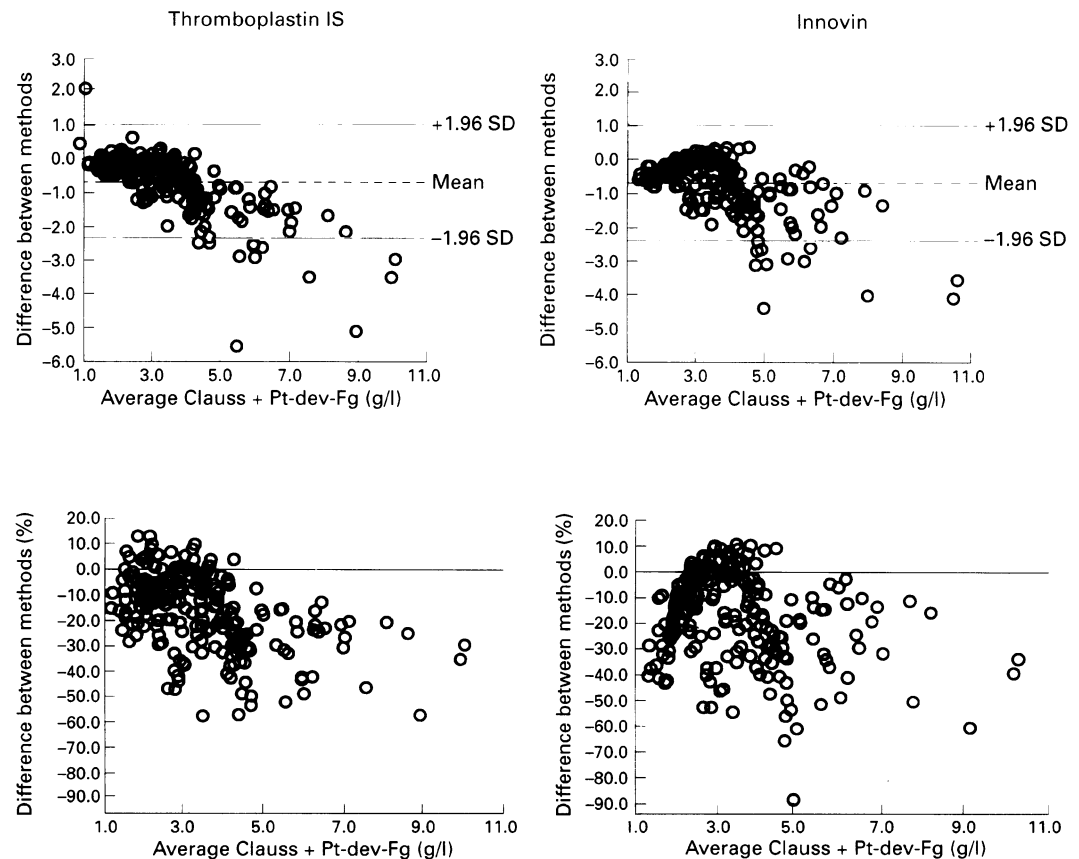 Thromboplastin IS
Difference between methods
3.0
2.0
1.0
0.0
−1.0
−2.0
−3.0
−4.0
−5.0
−6.0
+1.96 SD
Mean
−1.96 SD
1.0 3.0 5.0 7.0 9.0 11.0
Average Clauss + Pt-dev-Fg (g/l)
Innovin
Difference between methods
3.0
2.0
1.0
0.0
−1.0
−2.0
−3.0
−4.0
−5.0
−6.0
+1.96 SD
Mean
−1.96 SD
1.0 3.0 5.0 7.0 9.0 11.0
Average Clauss + Pt-dev-Fg (g/l)
Difference between methods (%)
20.0
10.0
0.0
−10.0
−20.0
−30.0
−40.0
−50.0
−60.0
−70.0
−80.0
−90.0
1.0 3.0 5.0 7.0 9.0 11.0
Average Clauss + Pt-dev-Fg (g/l)
Difference between methods (%)
20.0
10.0
0.0
−10.0
−20.0
−30.0
−40.0
−50.0
−60.0
−70.0
−80.0
−90.0
1.0 3.0 5.0 7.0 9.0 11.0
Average Clauss + Pt-dev-Fg (g/l)